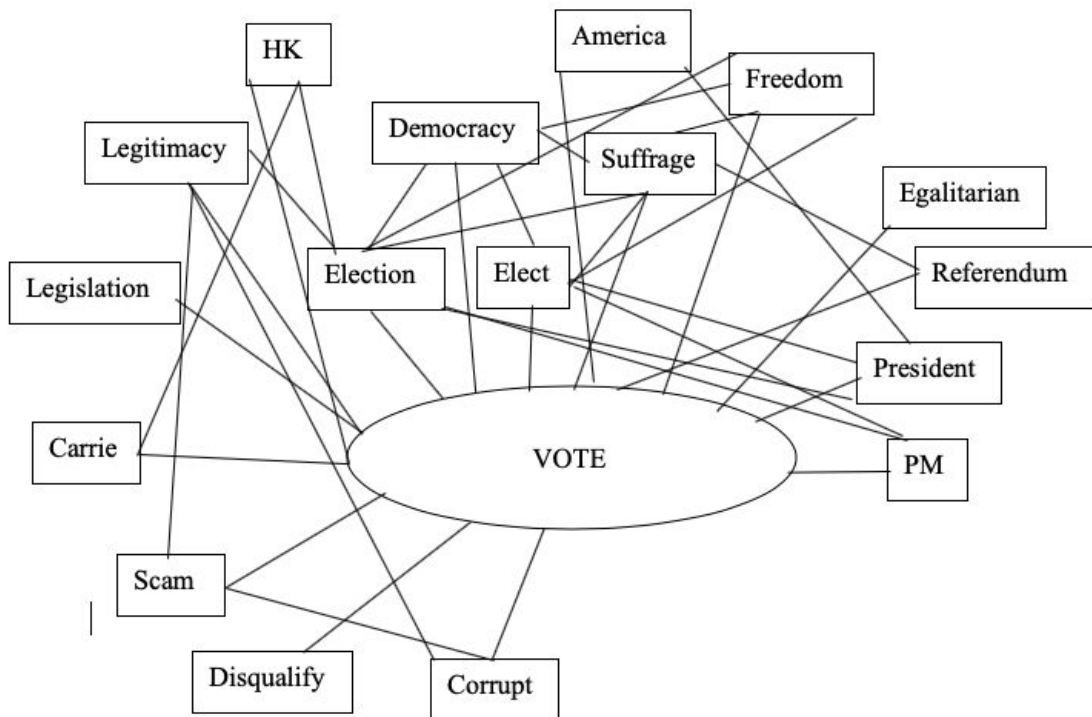 America
HK
Freedom
Democracy
Legitimacy
Suffrage
Egalitarian
Election
Elect
Referendum
Legislation
President
Carrie
VOTE
PM
Scam
Disqualify
Corrupt